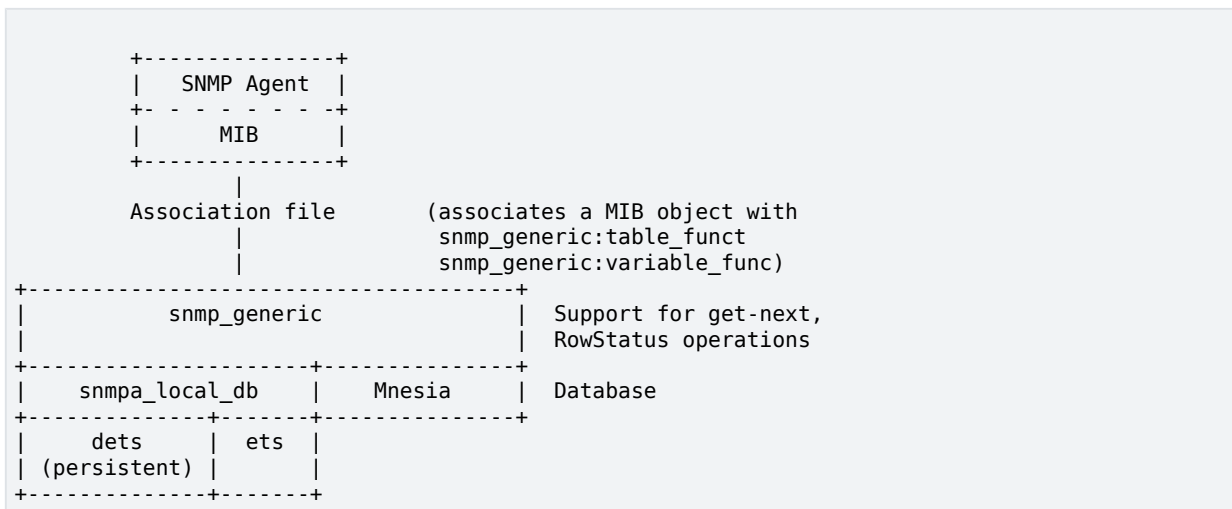 +---------------+
|   SNMP Agent  |
+- - - - - - - -+
|      MIB      |
+---------------+
|
Association file       (associates a MIB object with
|               snmp_generic:table_funct
|               snmp_generic:variable_func)
+--------------------------------------+
|           snmp_generic               |  Support for get-next,
|                                      |  RowStatus operations
+----------------------+---------------+
|    snmpa_local_db    |    Mnesia     |  Database
+--------------+-------+---------------+
|     dets     |  ets  |
| (persistent) |       |
+--------------+-------+